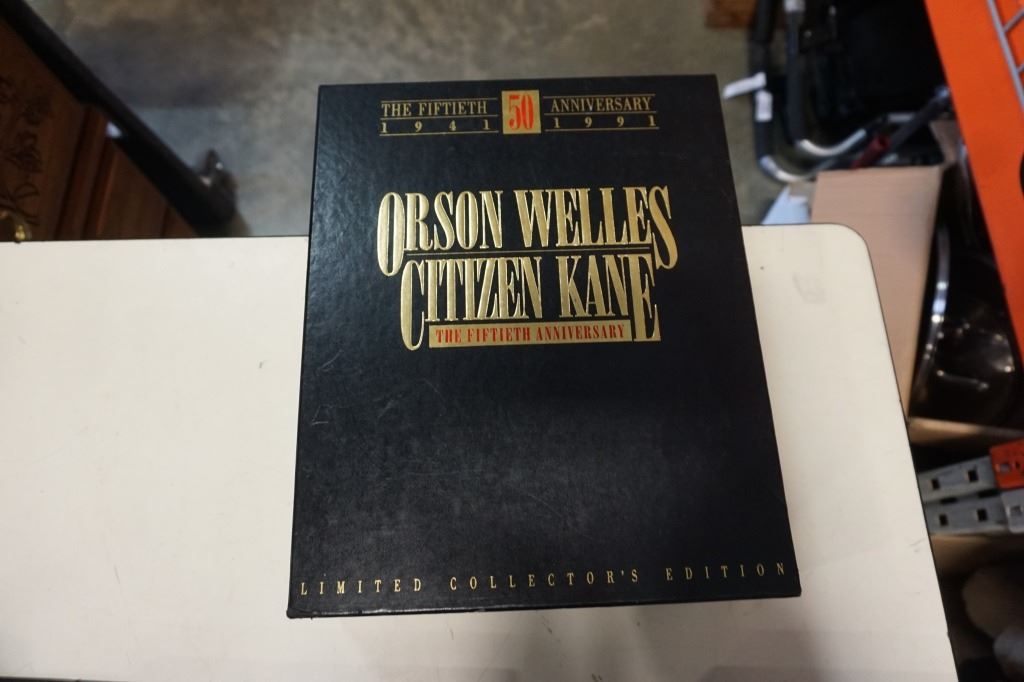 THE FIFTIETH 50 ANNIVERSARY
1941 1991
ORSON WELLES
CITIZEN KANE
THE FIFTIETH ANNIVERSARY
LIMITED COLLECTOR'S EDITION